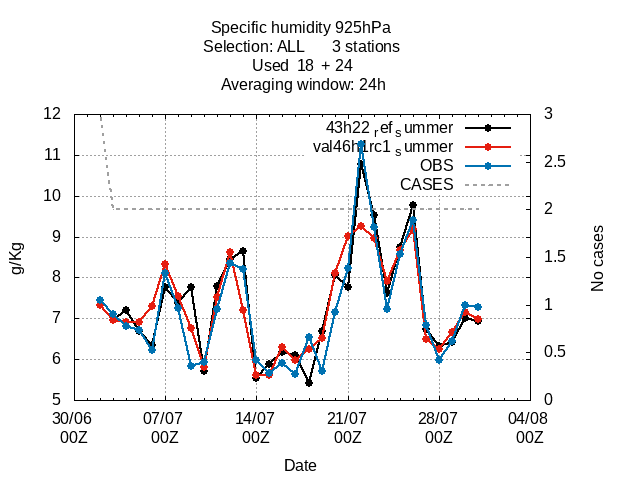 Specific humidity 925hPa
Selection: ALL 3 stations
Used 18 + 24
Averaging window: 24h
12 3
43h22 refs ummer
11 val46h1rc1 s ummer 2.5
OBS
10 CASES 2
9 1.5
g/Kg No cases
8 1
7
6 0.5
5 0
30/06 07/07 14/07 21/07 28/07 04/08
00Z 00Z 00Z 00Z 00Z 00Z
Date